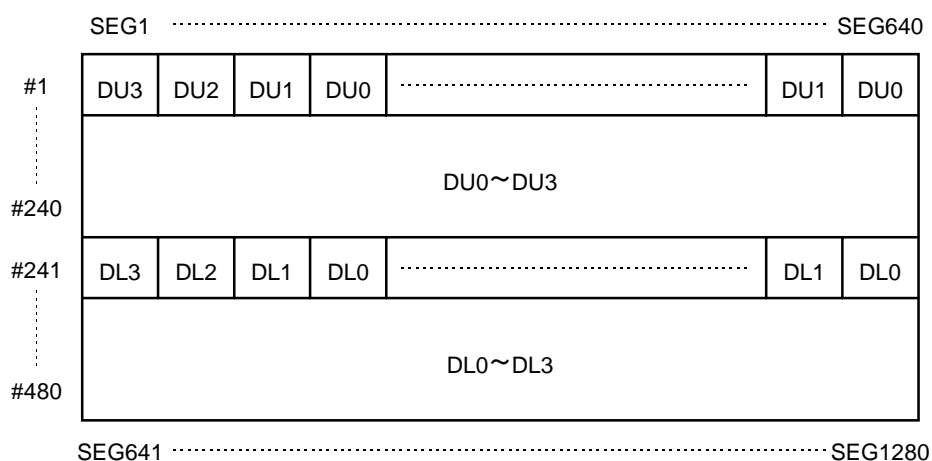 SEG1 SEG640
#1 DU3 DU2 DU1 DU0 DU1 DU0
DU0~DU3
#240
#241 DL3 DL2 DL1 DL0 DL1 DL0
DL0~DL3
#480
SEG641 SEG1280